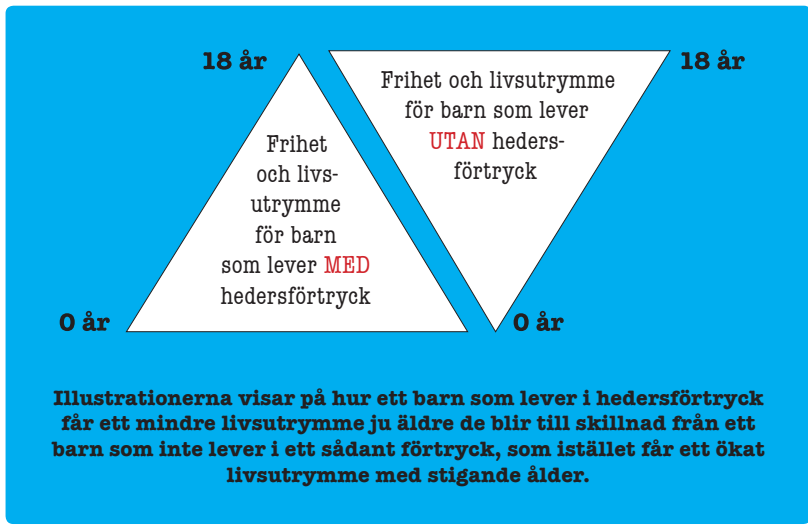 18 år
Frihet
och livs-
utrymme
för barn
som lever MED
hedersförtryck
0 år
Frihet och livsutrymme
för barn som lever
UTAN heders-
förtryck
18 år
0 år
Illustrationerna visar på hur ett barn som lever i hedersförtryck
får ett mindre livsutrymme ju äldre de blir till skillnad från ett
barn som inte lever i ett sådant förtryck, som istället får ett ökat
livsutrymme med stigande ålder.